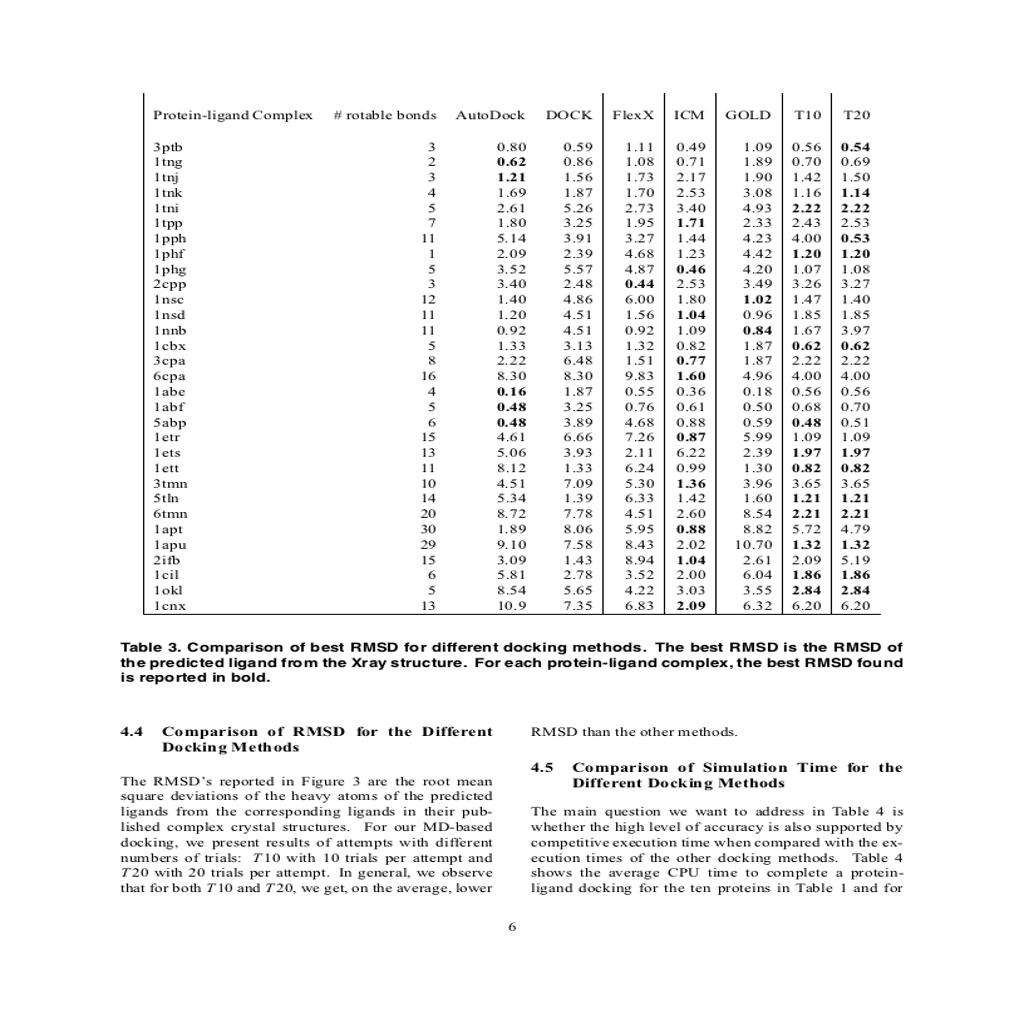 Protein-ligand Complex # rotable bonds AutoDock DOCK FlexX ICM GOLD T10 T20
3ptb 3 0.80 0.59 1.11 0.49 1.09 0.56 0.54
1tng 2 0.62 0.86 1.08 0.71 1.89 0.70 0.69
1tnj 3 1.21 1.56 1.73 2.17 1.90 1.42 1.50
1tnk 4 1.69 1.87 1.70 2.53 3.08 1.16 1.14
1tni 5 2.61 5.26 2.73 3.40 4.93 2.22 2.22
1tpp 7 1.80 3.25 1.95 1.71 2.33 2.43 2.53
1pph 11 5.14 3.91 3.27 1.44 4.23 4.00 0.53
1phf 1 2.09 2.39 4.68 1.23 4.42 1.20 1.20
1phg 5 3.52 5.57 4.87 0.46 4.20 1.07 1.08
2cpp 3 3.40 2.48 0.44 2.53 3.49 3.26 3.27
1nsc 12 1.40 4.86 6.00 1.80 1.02 1.47 1.40
1nsd 11 1.20 4.51 1.56 1.04 0.96 1.85 1.85
1nnb 11 0.92 4.51 0.92 1.09 0.84 1.67 3.97
1cbx 5 1.33 3.13 1.32 0.82 1.87 0.62 0.62
3cpa 8 2.22 6.48 1.51 0.77 1.87 2.22 2.22
6cpa 16 8.30 8.30 9.83 1.60 4.96 4.00 4.00
1abe 4 0.16 1.87 0.55 0.36 0.18 0.56 0.56
1abf 5 0.48 3.25 0.76 0.61 0.50 0.68 0.70
5abp 6 0.48 3.89 4.68 0.88 0.59 0.48 0.51
1etr 15 4.61 6.66 7.26 0.87 5.99 1.09 1.09
1ets 13 5.06 3.93 2.11 6.22 2.39 1.97 1.97
1ett 11 8.12 1.33 6.24 0.99 1.30 0.82 0.82
3tmn 10 4.51 7.09 5.30 1.36 3.96 3.65 3.65
5tln 14 5.34 1.39 6.33 1.42 1.60 1.21 1.21
6tmn 20 8.72 7.78 4.51 2.60 8.54 2.21 2.21
1apt 30 1.89 8.06 5.95 0.88 8.82 5.72 4.79
1apu 29 9.10 7.58 8.43 2.02 10.70 1.32 1.32
2ifb 15 3.09 1.43 8.94 1.04 2.61 2.09 5.19
1cil 6 5.81 2.78 3.52 2.00 6.04 1.86 1.86
1okl 5 8.54 5.65 4.22 3.03 3.55 2.84 2.84
1cnx 13 10.9 7.35 6.83 2.09 6.32 6.20 6.20
Table 3. Comparison of best RMSD for different docking methods. The best RMSD is the RMSD of
the predicted ligand from the Xray structure. For each protein-ligand complex, the best RMSD found
is reported in bold.
4.4 Comparison of RMSD for the Different
Docking Methods
The RMSD's reported in Figure 3 are the root mean
square deviations of the heavy atoms of the predicted
ligands from the corresponding ligands in their pub-
lished complex crystal structures. For our MD-based
docking, we present results of attempts with different
numbers of trials: T10 with 10 trials per attempt and
T20 with 20 trials per attempt. In general, we observe
that for both T10 and T20, we get, on the average, lower
RMSD than the other methods.
4.5 Comparison of Simulation Time for the
Different Docking Methods
The main question we want to address in Table 4 is
whether the high level of accuracy is also supported by
competitive execution time when compared with the ex-
ecution times of the other docking methods. Table 4
shows the average CPU time to complete a protein-
ligand docking for the ten proteins in Table 1 and for
6